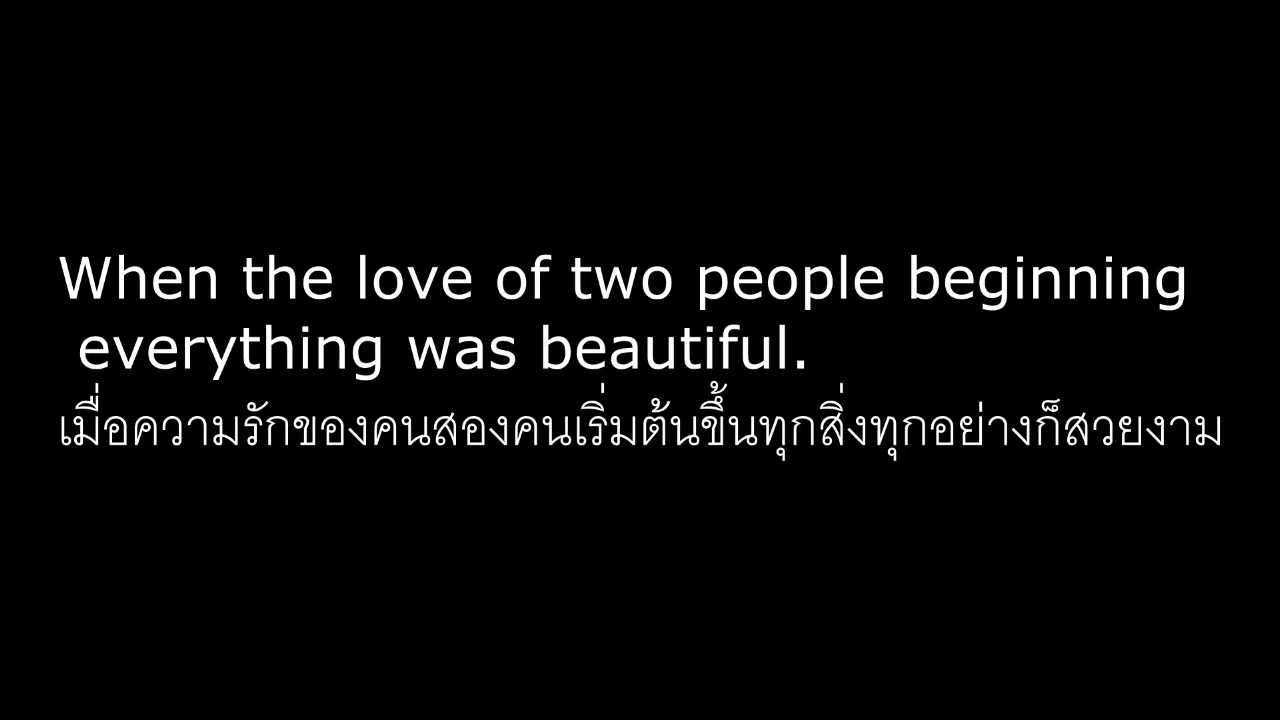 When the love of two people beginning
everything was beautiful.
เมื่อความรักของคนสองคนเริ่มต้นขึ้นทุกสิ่งทุกอย่างก็สวยงาม